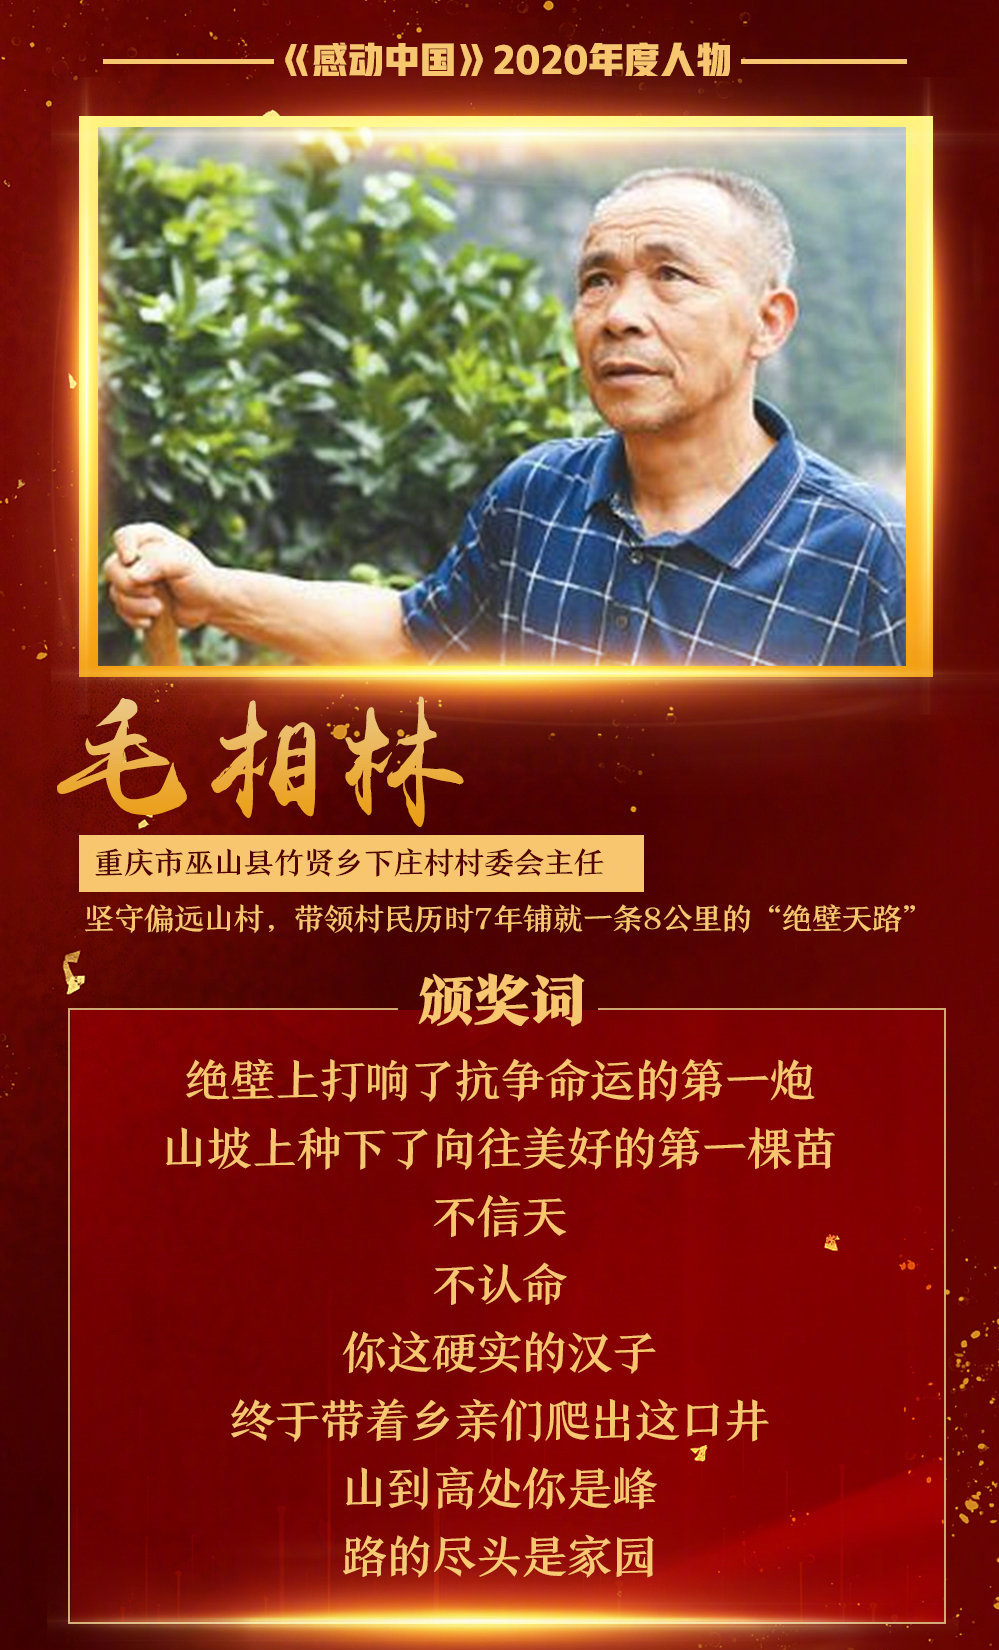 《感动中国》2020年度人物
毛相林
重庆市巫山县竹贤乡下庄村村委会主任
坚守偏远山村，带领村民历时7年铺就一条8公里的“绝壁天路”
颁奖词
绝壁上打响了抗争命运的第一炮
山坡上种下了向往美好的第一棵苗
不信天
不认命
你这硬实的汉子
终于带着乡亲们爬出这口井
山到高处你是峰
路的尽头是家园